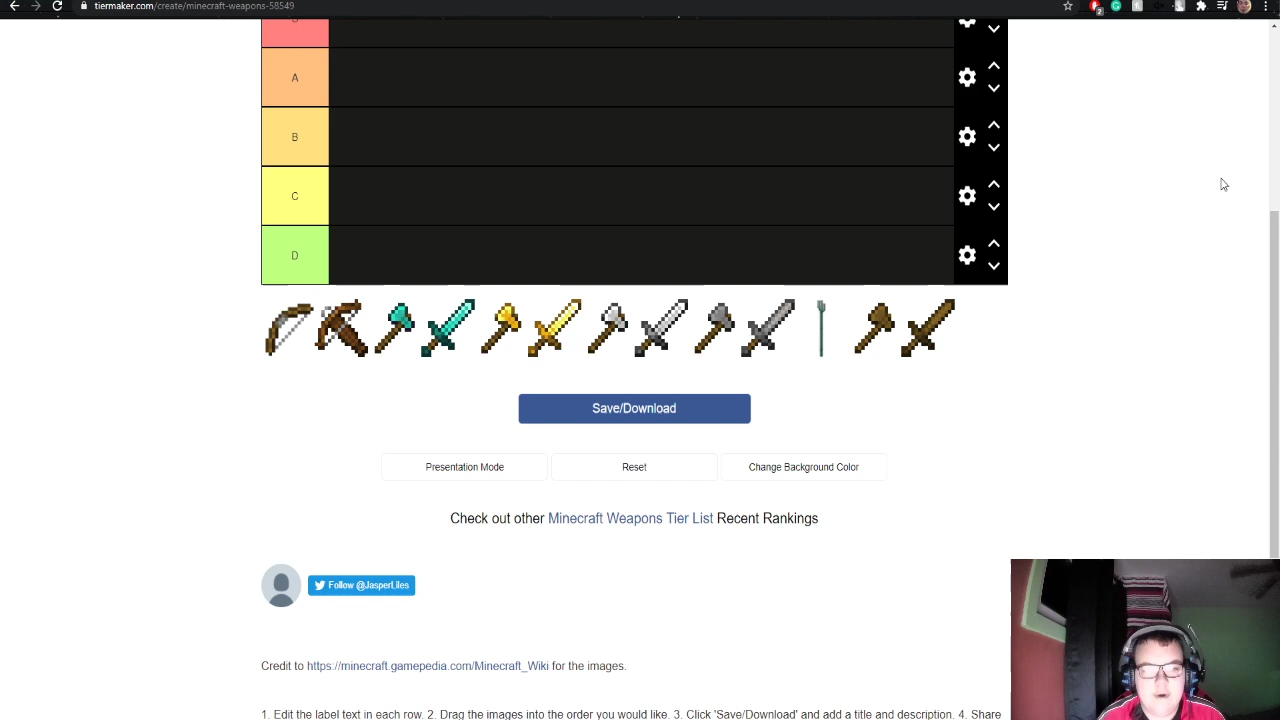 tiermaker.com/create/minecraft-weapons-58549
A
B
C
D
Save/Download
Presentation Mode
Reset
Change Background Color
Check out other Minecraft Weapons Tier List Recent Rankings
Follow @JasperLiles
Credit to https://minecraft.gamepedia.com/Minecraft_Wiki for the images.
1. Edit the label text in each row. 2. Drag the images into the order you would like. 3. Click 'Save/Download' and add a title and description. 4. Share